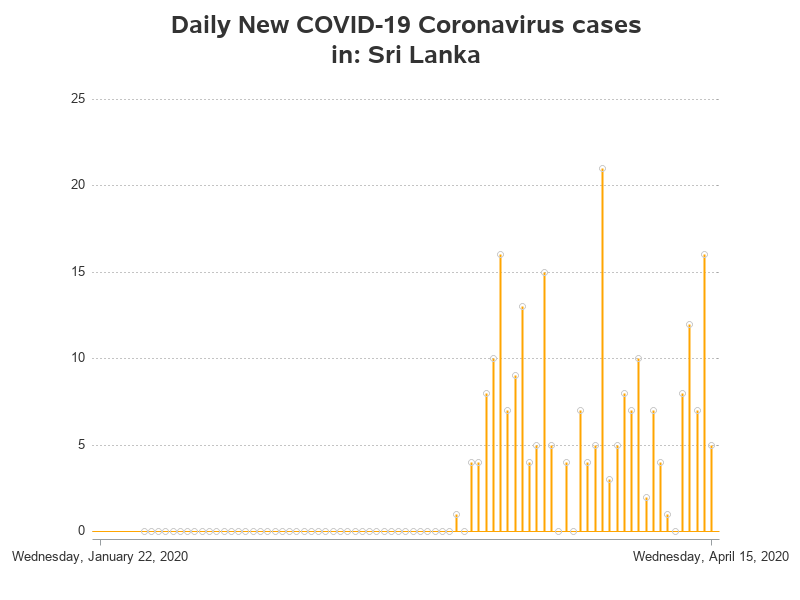 Daily New COVID-19 Coronavirus cases
in: Sri Lanka
25
20
15
10
5
0
Wednesday, January 22, 2020
Wednesday, April 15, 2020